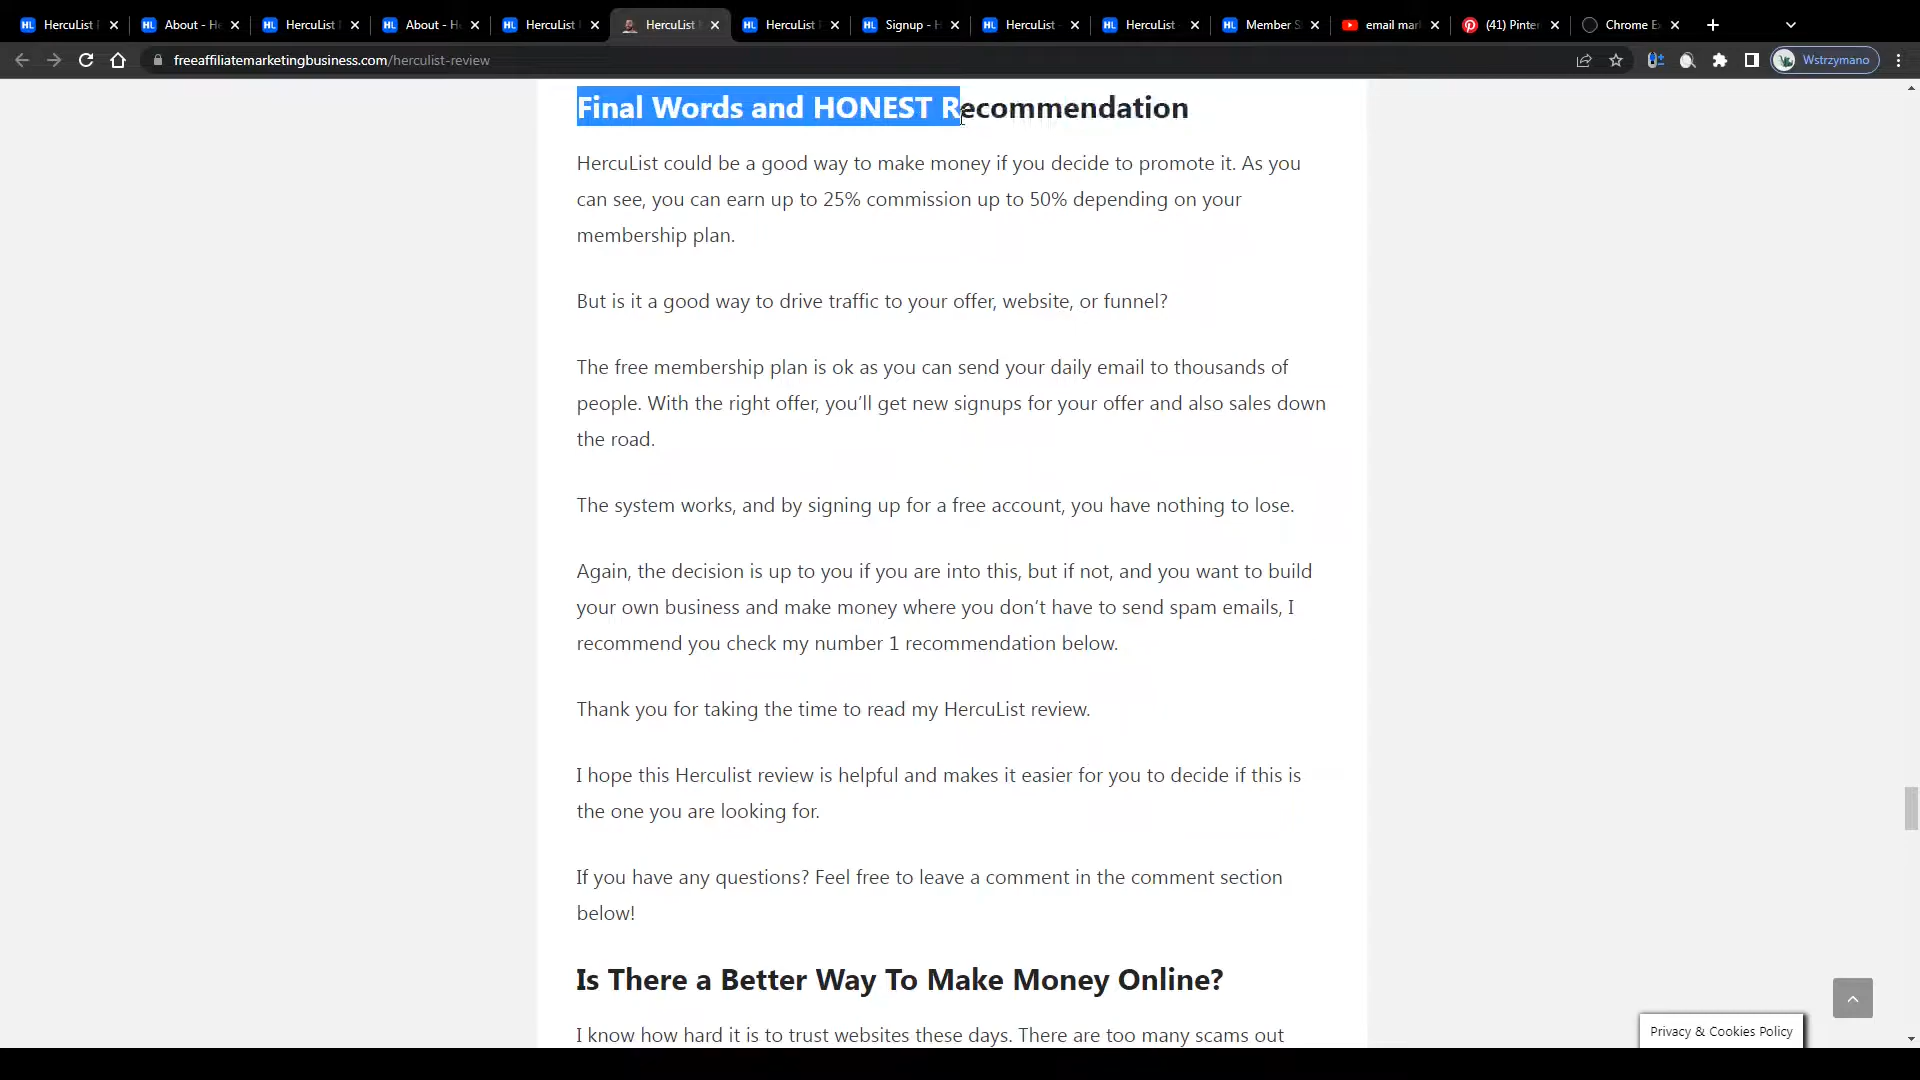 HercuList
About - He
HercuList
About - He
HercuList
HercuList
HercuList
Signup - H
HercuList
HercuList
Member S
email mar
(41) Pinte
Chrome Ex
freeaffiliatemarketingbusiness.com/herculist-review
Wstrzymano
Final Words and HONEST Recommendation
HercuList could be a good way to make money if you decide to promote it. As you
can see, you can earn up to 25% commission up to 50% depending on your
membership plan.
But is it a good way to drive traffic to your offer, website, or funnel?
The free membership plan is ok as you can send your daily email to thousands of
people. With the right offer, you’ll get new signups for your offer and also sales down
the road.
The system works, and by signing up for a free account, you have nothing to lose.
Again, the decision is up to you if you are into this, but if not, and you want to build
your own business and make money where you don’t have to send spam emails, I
recommend you check my number 1 recommendation below.
Thank you for taking the time to read my HercuList review.
I hope this Herculist review is helpful and makes it easier for you to decide if this is
the one you are looking for.
If you have any questions? Feel free to leave a comment in the comment section
below!
Is There a Better Way To Make Money Online?
I know how hard it is to trust websites these days. There are too many scams out
Privacy & Cookies Policy